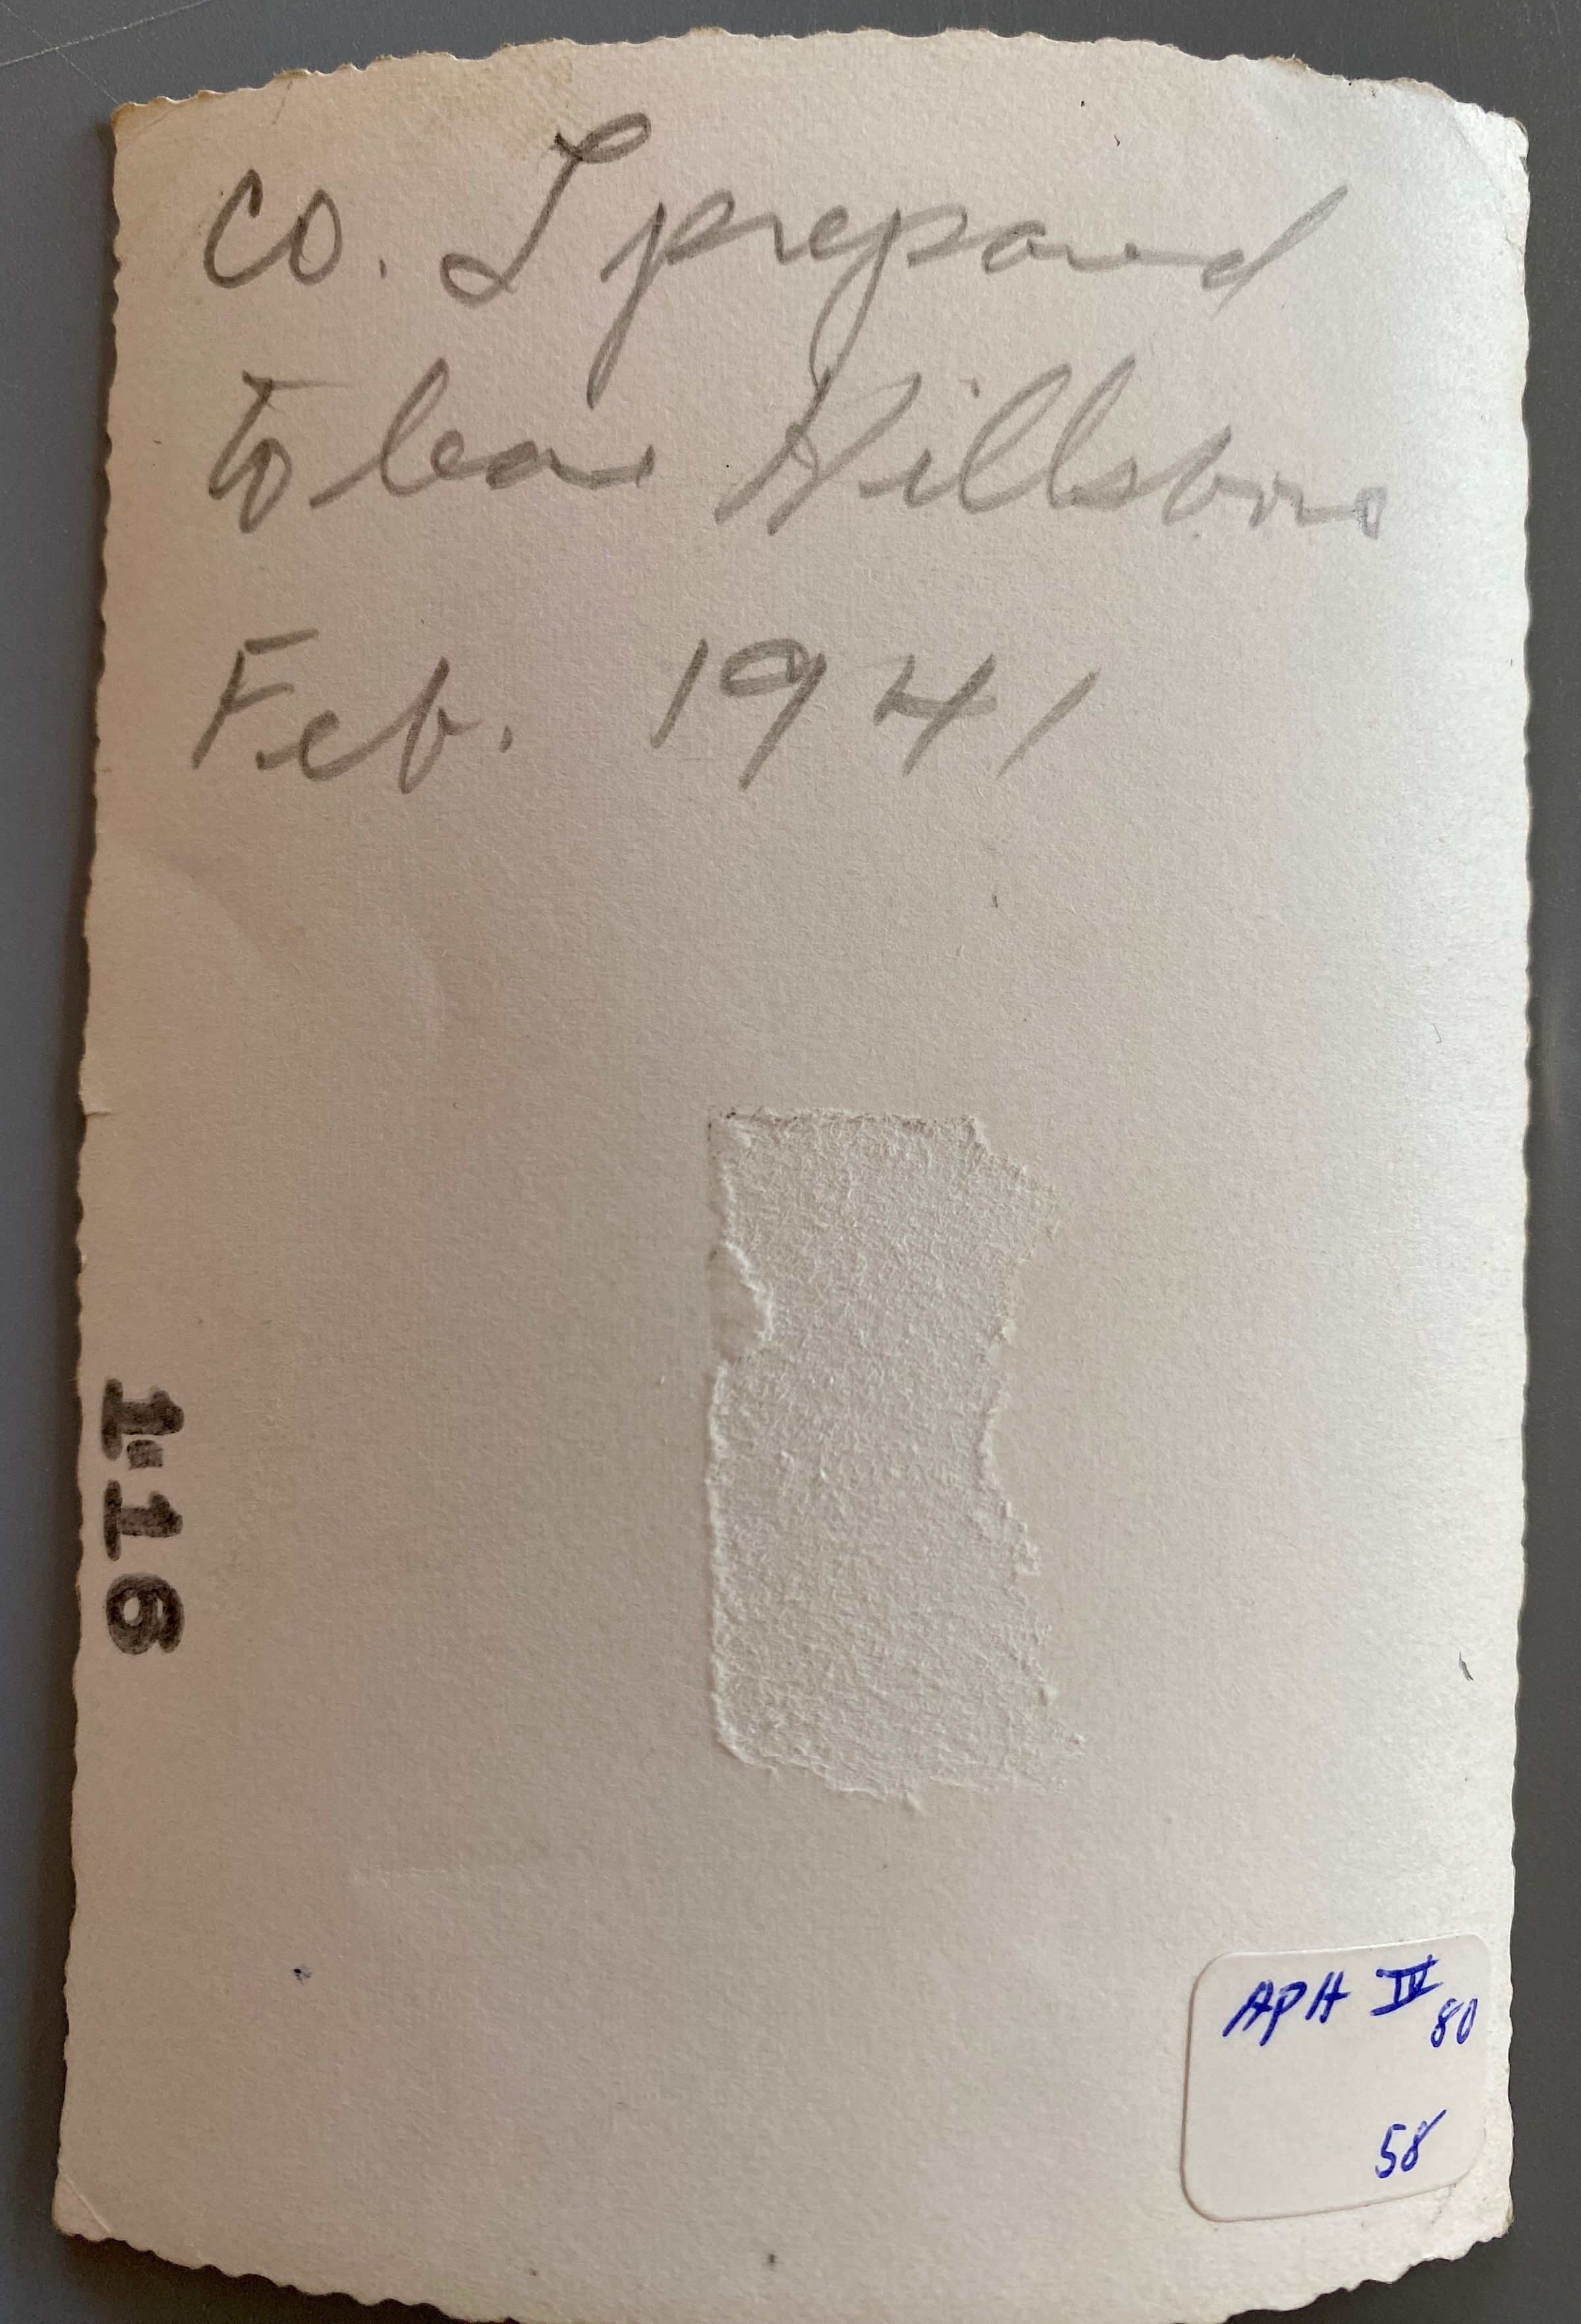 Co. I prepared
to leave Hillsboro
Feb. 1941
116
APH IV 80
58